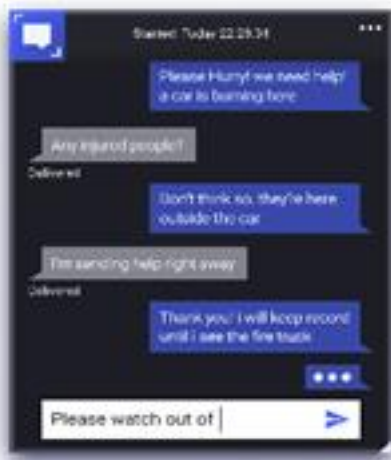 Started: Today 22:29:34
Please Hurry! we need help!
a car is burning here
Any injured people?
Delivered
Don't think so, they're here
outside the car
I'm sending help right away
Delivered
Thank you! I will keep record
until i see the fire truck
Please watch out of